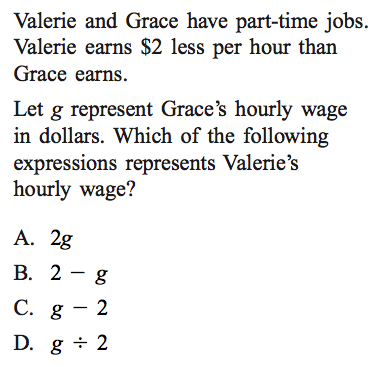 Valerie and Grace have part-time jobs.
Valerie earns $2 less per hour than
Grace earns.
Let g represent Grace’s hourly wage
in dollars. Which of the following
expressions represents Valerie’s
hourly wage?
A. 2g
B. 2 − g
C. g − 2
D. g ÷ 2